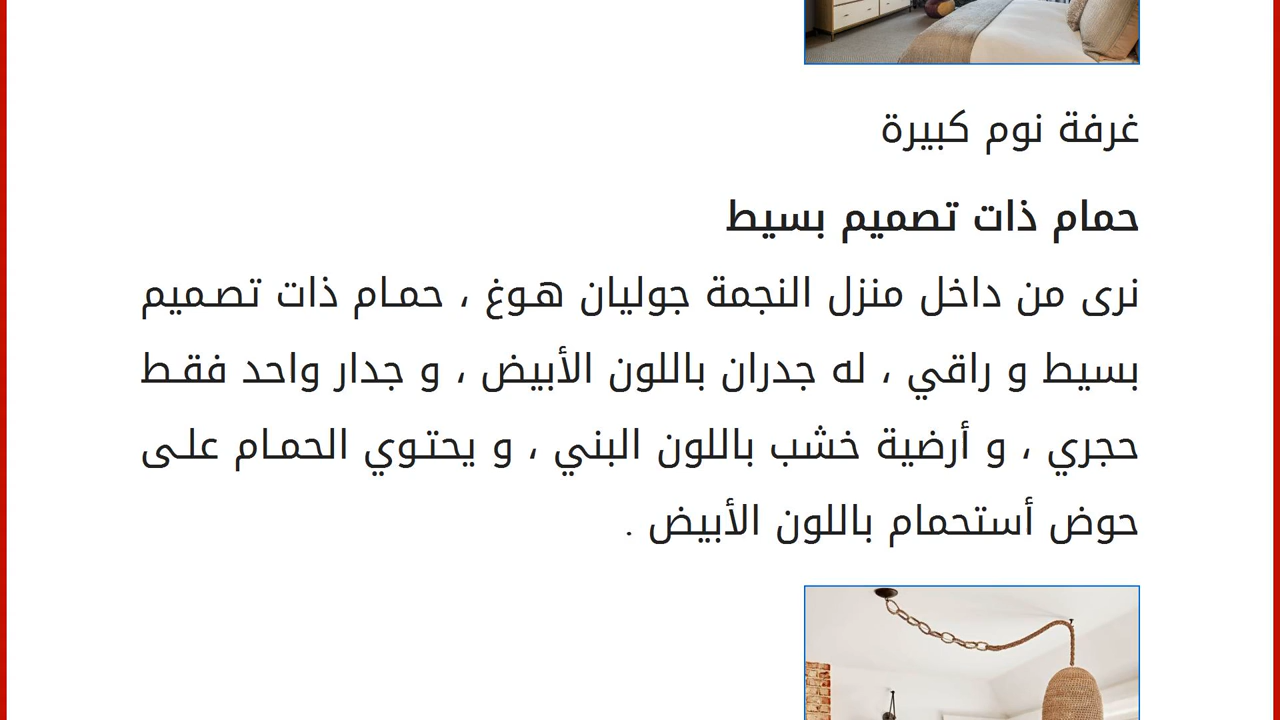 غرفة نوم كبيرة
حمام ذات تصميم بسيط
نرى من داخل منزل النجمة جوليان هوغ ، حمام ذات تصميم
بسيط و راقي ، له جدران باللون الأبيض ، و جدار واحد فقط
حجري ، و أرضية خشب باللون البني ، و يحتوي الحمام على
حوض أستحمام باللون الأبيض .